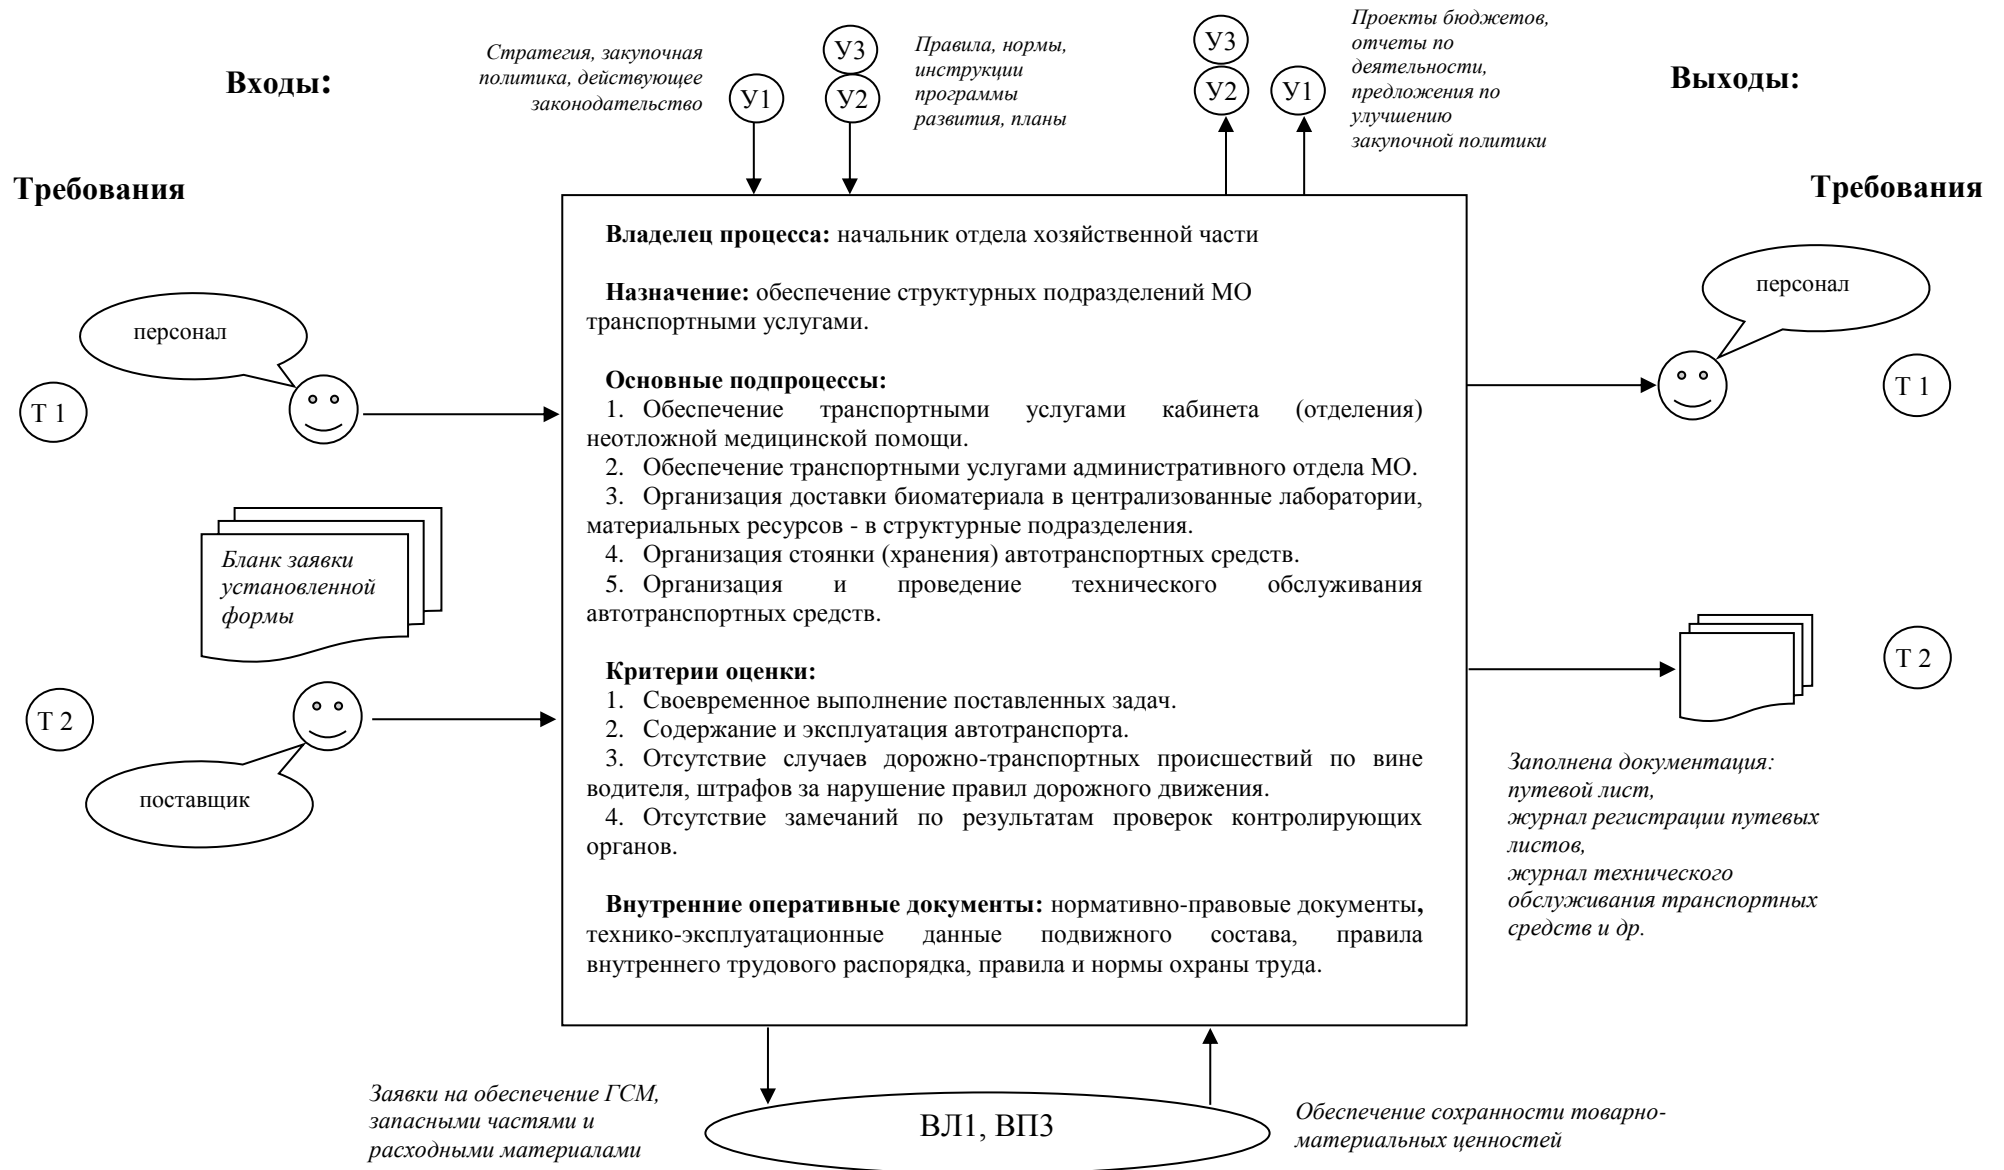 Входы:
Стратегия, закупочная
политика, действующее
законодательство
У1
У3
У2
Правила, нормы,
инструкции
программы
развития, планы
У3
У2
У1
Проекты бюджетов,
отчеты по
деятельности,
предложения по
улучшению
закупочной политики
Выходы:
Требования
Требования
персонал
Т 1
Бланк заявки
установленной
формы
Т 2
поставщик
Владелец процесса: начальник отдела хозяйственной части
Назначение: обеспечение структурных подразделений МО
транспортными услугами.
Основные подпроцессы:
1. Обеспечение транспортными услугами кабинета (отделения)
неотложной медицинской помощи.
2. Обеспечение транспортными услугами административного отдела МО.
3. Организация доставки биоматериала в централизованные лаборатории,
материальных ресурсов - в структурные подразделения.
4. Организация стоянки (хранения) автотранспортных средств.
5. Организация и проведение технического обслуживания
автотранспортных средств.
Критерии оценки:
1. Своевременное выполнение поставленных задач.
2. Содержание и эксплуатация автотранспорта.
3. Отсутствие случаев дорожно-транспортных происшествий по вине
водителя, штрафов за нарушение правил дорожного движения.
4. Отсутствие замечаний по результатам проверок контролирующих
органов.
Внутренние оперативные документы: нормативно-правовые документы,
технико-эксплуатационные данные подвижного состава, правила
внутреннего трудового распорядка, правила и нормы охраны труда.
персонал
Т 1
Т 2
Заполнена документация:
путевой лист,
журнал регистрации путевых
листов,
журнал технического
обслуживания транспортных
средств и др.
Заявки на обеспечение ГСМ,
запасными частями и
расходными материалами
ВЛ1, ВП3
Обеспечение сохранности товарно-
материальных ценностей